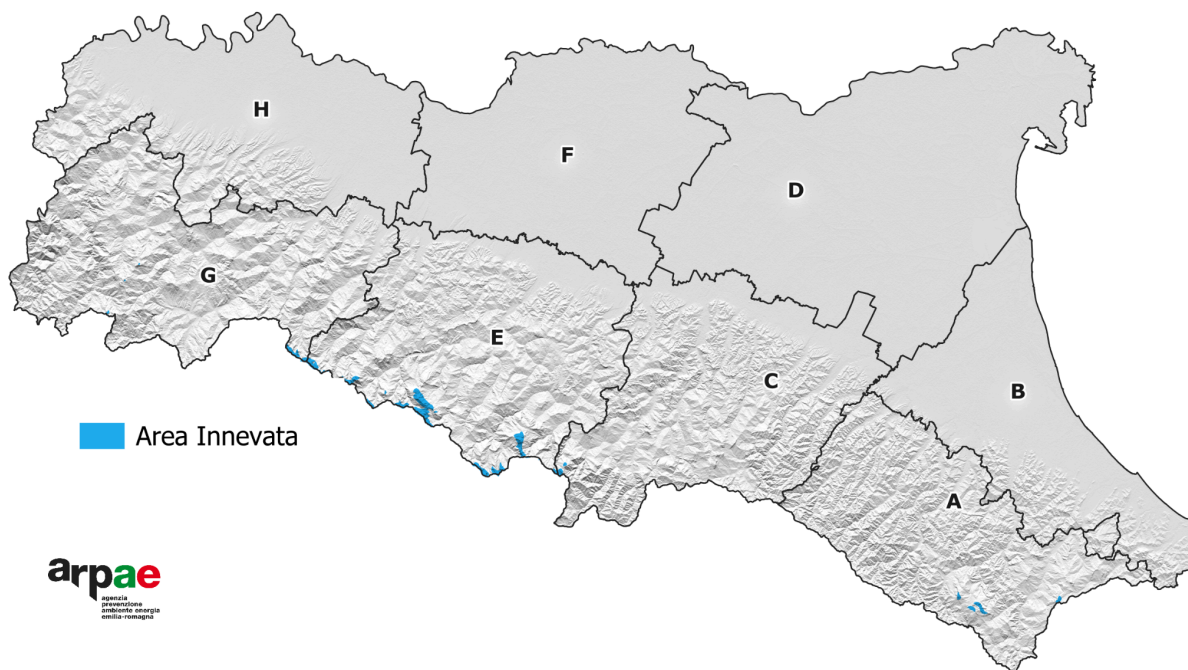 H
F
D
G
E
C
B
A
Area Innevata
arpae
agenzia
prevenzione
ambiente energia
emilia-romagna